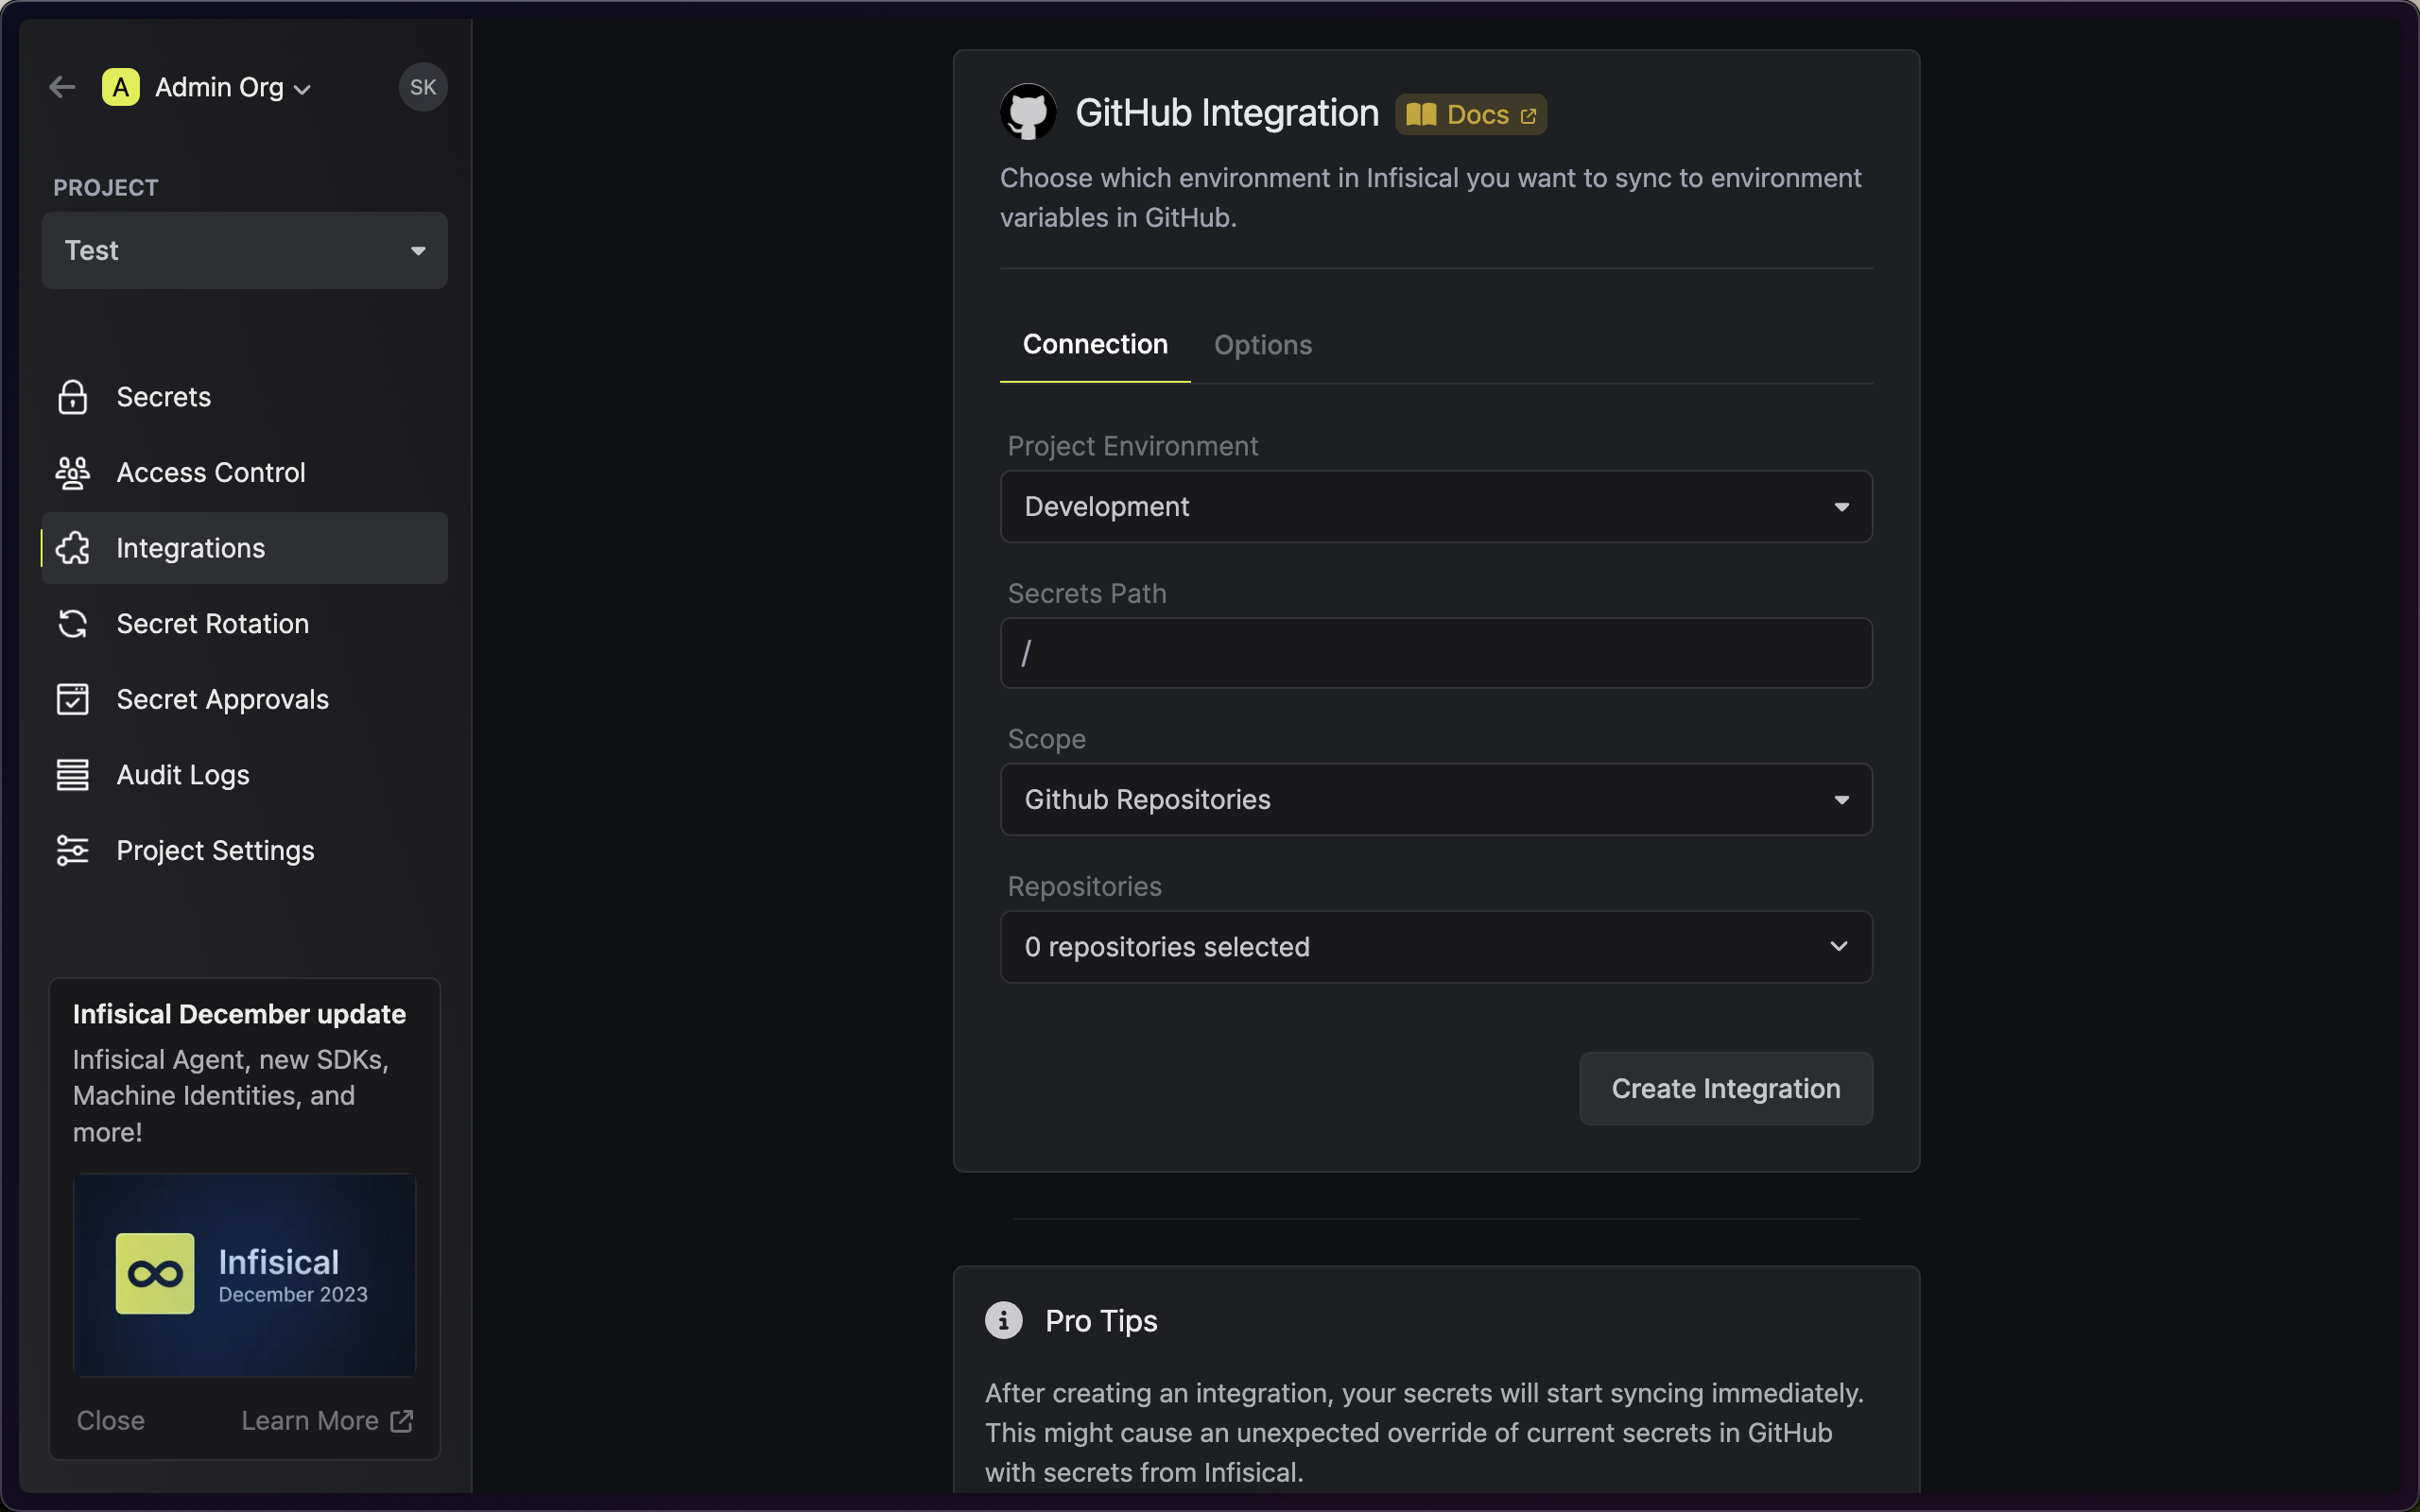 A Admin Org
SK
PROJECT
Test
Secrets
Access Control
Integrations
Secret Rotation
Secret Approvals
Audit Logs
Project Settings
Infisical December update
Infisical Agent, new SDKs,
Machine Identities, and
more!
Infisical
December 2023
Close
Learn More
GitHub Integration
Docs
Choose which environment in Infisical you want to sync to environment
variables in GitHub.
Connection
Options
Project Environment
Development
Secrets Path
/
Scope
Github Repositories
Repositories
0 repositories selected
Create Integration
Pro Tips
After creating an integration, your secrets will start syncing immediately.
This might cause an unexpected override of current secrets in GitHub
with secrets from Infisical.